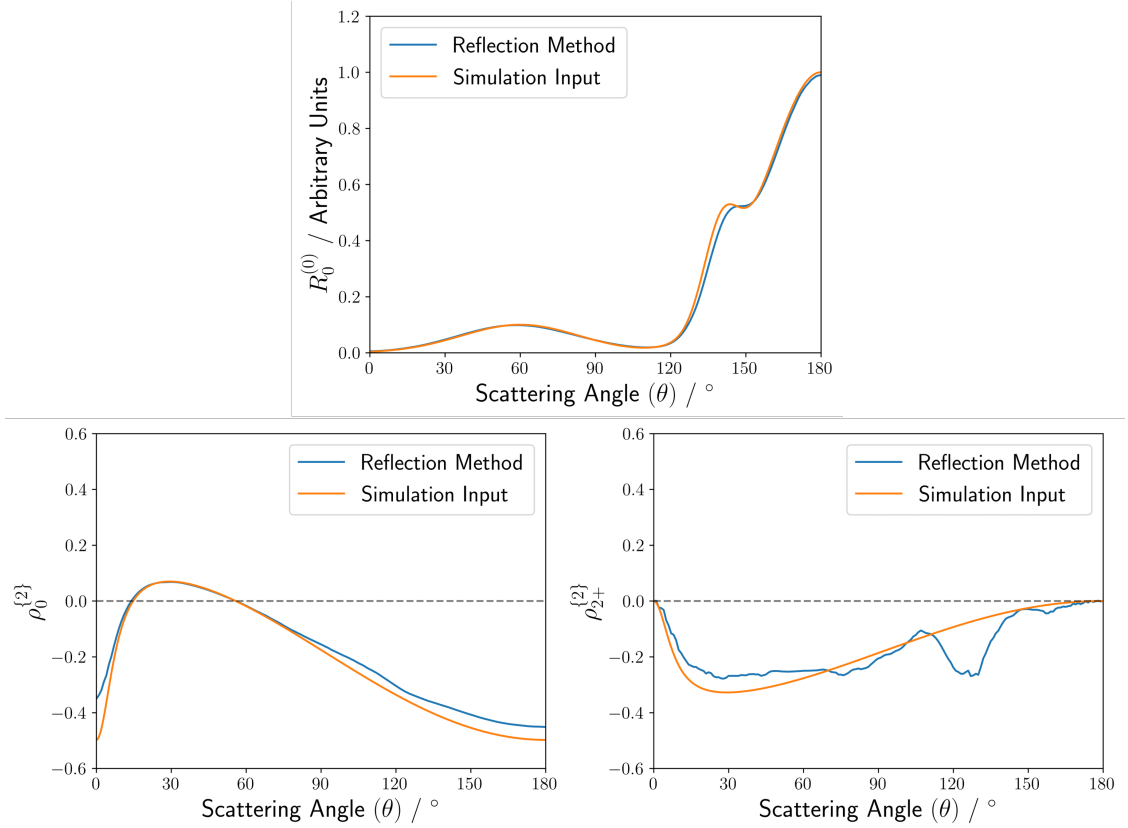 1.2
1.0
0.8
0.6
0.4
0.2
0.0
R_0^{(0)} / Arbitrary Units
Reflection Method
Simulation Input
0 30 60 90 120 150 180
Scattering Angle (θ) / °
0.6
0.4
0.2
0.0
−0.2
−0.4
−0.6
ρ_0^{{2}}
Reflection Method
Simulation Input
0 30 60 90 120 150 180
Scattering Angle (θ) / °
0.6
0.4
0.2
0.0
−0.2
−0.4
−0.6
ρ_{2+}^{{2}}
Reflection Method
Simulation Input
0 30 60 90 120 150 180
Scattering Angle (θ) / °